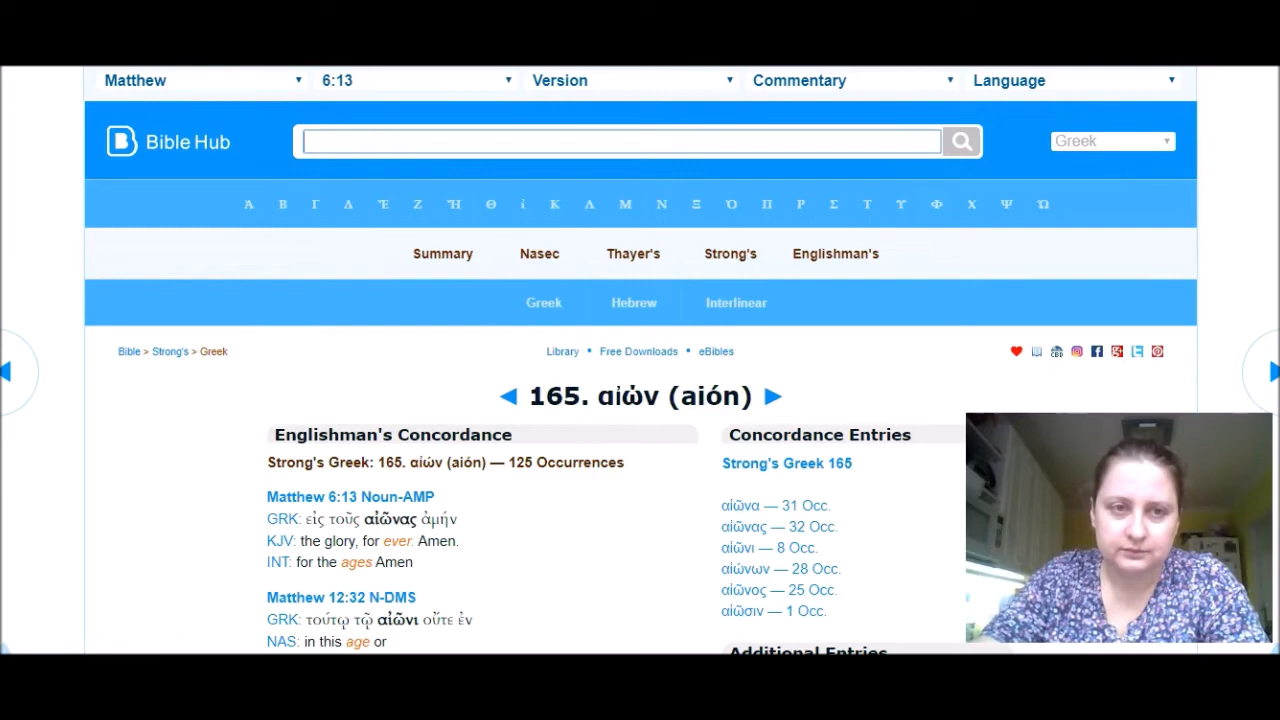 Matthew 6:13 Version Commentary Language
Bible Hub
Greek
Ἀ Β Γ Δ Ἐ Ζ Ἠ Θ ἰ Κ Λ Μ Ν Ξ Ὀ Π Ρ Σ Τ Υ Φ Χ Ψ Ὠ
Summary Nasec Thayer's Strong's Englishman's
Greek Hebrew Interlinear
Bible > Strong's > Greek
Library • Free Downloads • eBibles
◄ 165. αἰών (aión) ►
Englishman's Concordance
Strong's Greek: 165. αἰών (aión) — 125 Occurrences
Matthew 6:13 Noun-AMP
GRK: εἰς τοῦς αἰῶνας ἀμήν
KJV: the glory, for ever. Amen.
INT: for the ages Amen
Matthew 12:32 N-DMS
GRK: τούτῳ τῷ αἰῶνι οὔτε ἐν
NAS: in this age or
Concordance Entries
Strong's Greek 165
αἰῶνα — 31 Occ.
αἰῶνας — 32 Occ.
αἰῶνι — 8 Occ.
αἰώνων — 28 Occ.
αἰῶνος — 25 Occ.
αἰῶσιν — 1 Occ.
Additional Entries